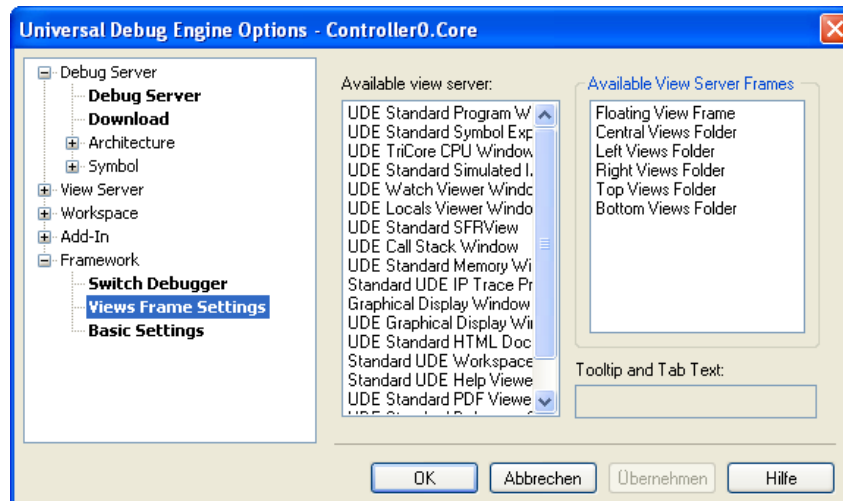 Universal Debug Engine Options - Controller0.Core
Debug Server
Debug Server
Download
Architecture
Symbol
View Server
Workspace
Add-In
Framework
Switch Debugger
Views Frame Settings
Basic Settings
Available view server:
UDE Standard Program W
UDE Standard Symbol Exp
UDE TriCore CPU Window
UDE Standard Simulated I.
UDE Watch Viewer Windo
UDE Locals Viewer Windo
UDE Standard SFRView
UDE Call Stack Window
UDE Standard Memory Wi
Standard UDE IP Trace Pr
Graphical Display Window
UDE Graphical Display Wi
UDE Standard HTML Doc
Standard UDE Workspace
Standard UDE Help Viewe
UDE Standard PDF Viewe
Available View Server Frames
Floating View Frame
Central Views Folder
Left Views Folder
Right Views Folder
Top Views Folder
Bottom Views Folder
Tooltip and Tab Text:
OK
Abbrechen
Übernehmen
Hilfe